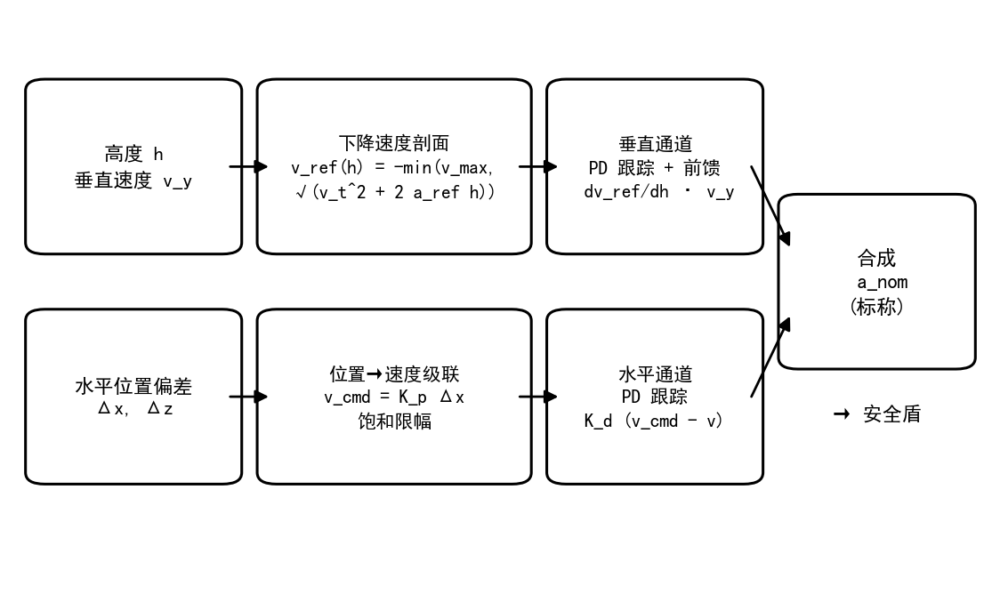 高度 h
垂直速度 v_y
下降速度剖面
v_ref(h) = −min(v_max,
√(v_t^2 + 2 a_ref h))
垂直通道
PD 跟踪 + 前馈
dv_ref/dh · v_y
合成
a_nom
(标称)
→ 安全盾
水平位置偏差
Δx, Δz
位置→速度级联
v_cmd = K_p Δx
饱和限幅
水平通道
PD 跟踪
K_d (v_cmd − v)